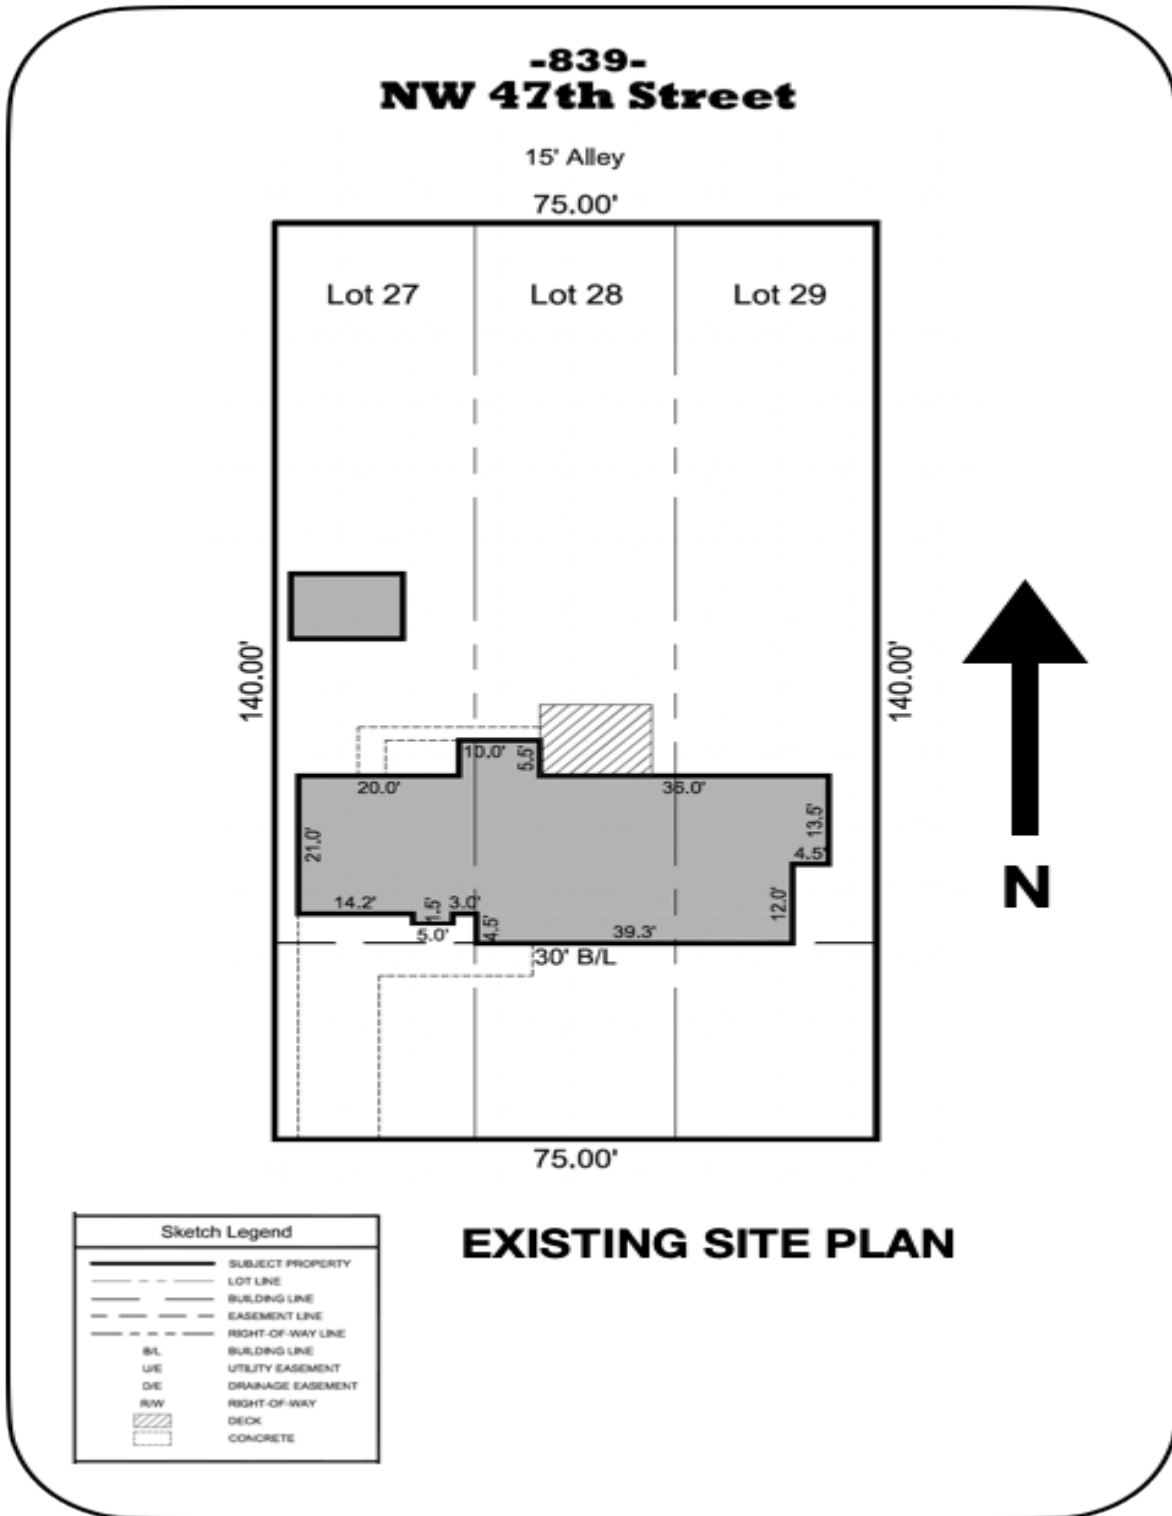 -839-
NW 47th Street
15' Alley
75.00'
Lot 27
Lot 28
Lot 29
140.00'
140.00'
10.0'
5.5'
20.0'
36.0'
21.0'
13.5'
4.5'
14.2'
1.5'
3.0'
12.0'
5.0'
4.5'
39.3'
30' B/L
N
75.00'
EXISTING SITE PLAN
Sketch Legend
SUBJECT PROPERTY
LOT LINE
BUILDING LINE
EASEMENT LINE
RIGHT-OF-WAY LINE
B/L BUILDING LINE
U/E UTILITY EASEMENT
D/E DRAINAGE EASEMENT
R/W RIGHT-OF-WAY
DECK
CONCRETE